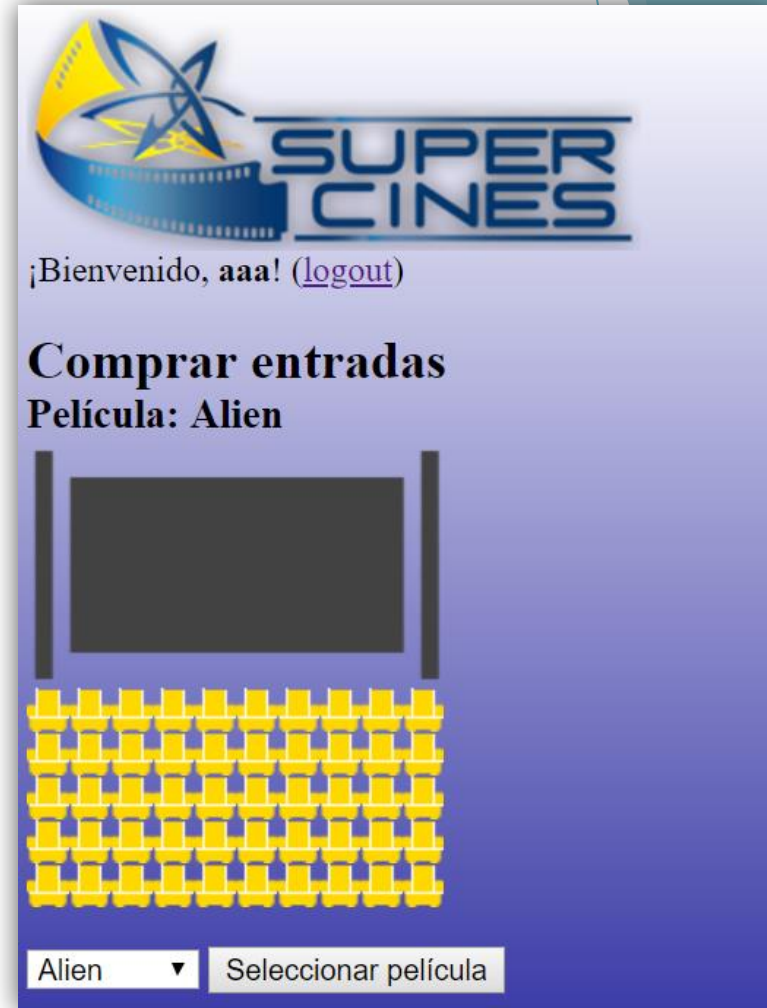 SUPER
CINES
¡Bienvenido, aaa! (logout)
Comprar entradas
Película: Alien
Alien ▼ Seleccionar película